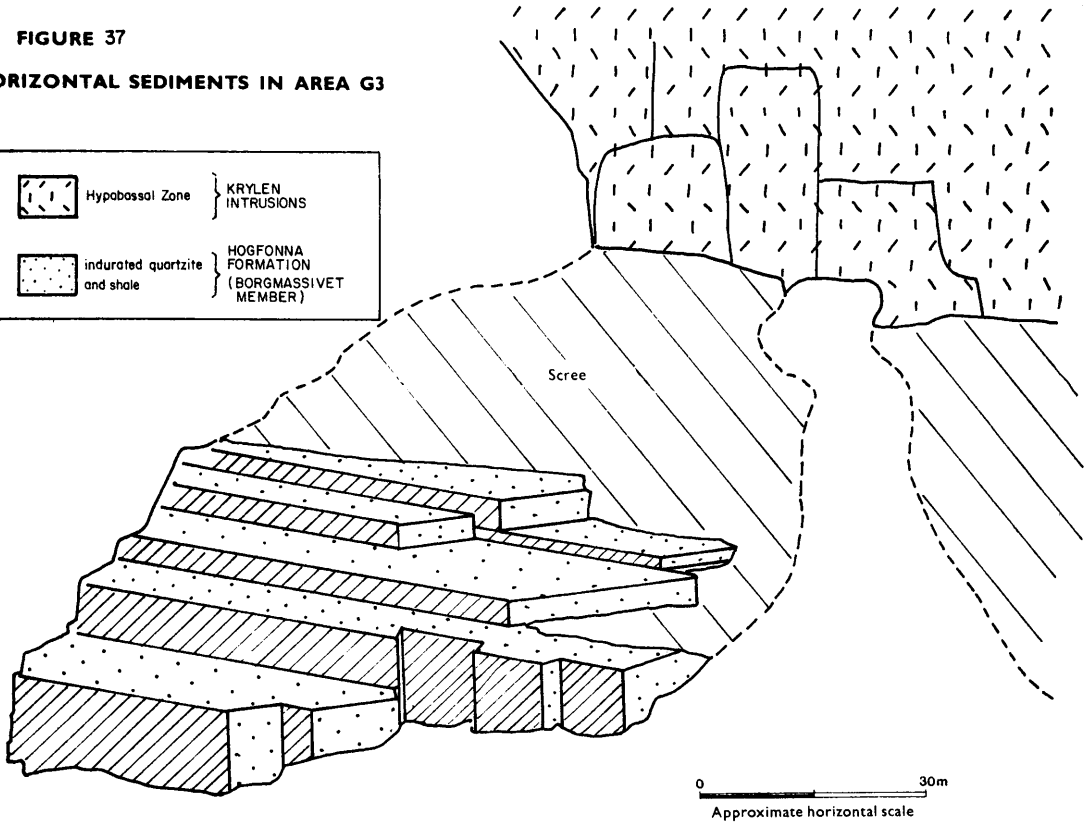 FIGURE 37
ORIZONTAL SEDIMENTS IN AREA G3
Hypabassal Zone
KRYLEN
INTRUSIONS
indurated quartzite
and shale
HOGFONNA
FORMATION
(BORGMASSIVET
MEMBER)
Scree
0 30m
Approximate horizontal scale